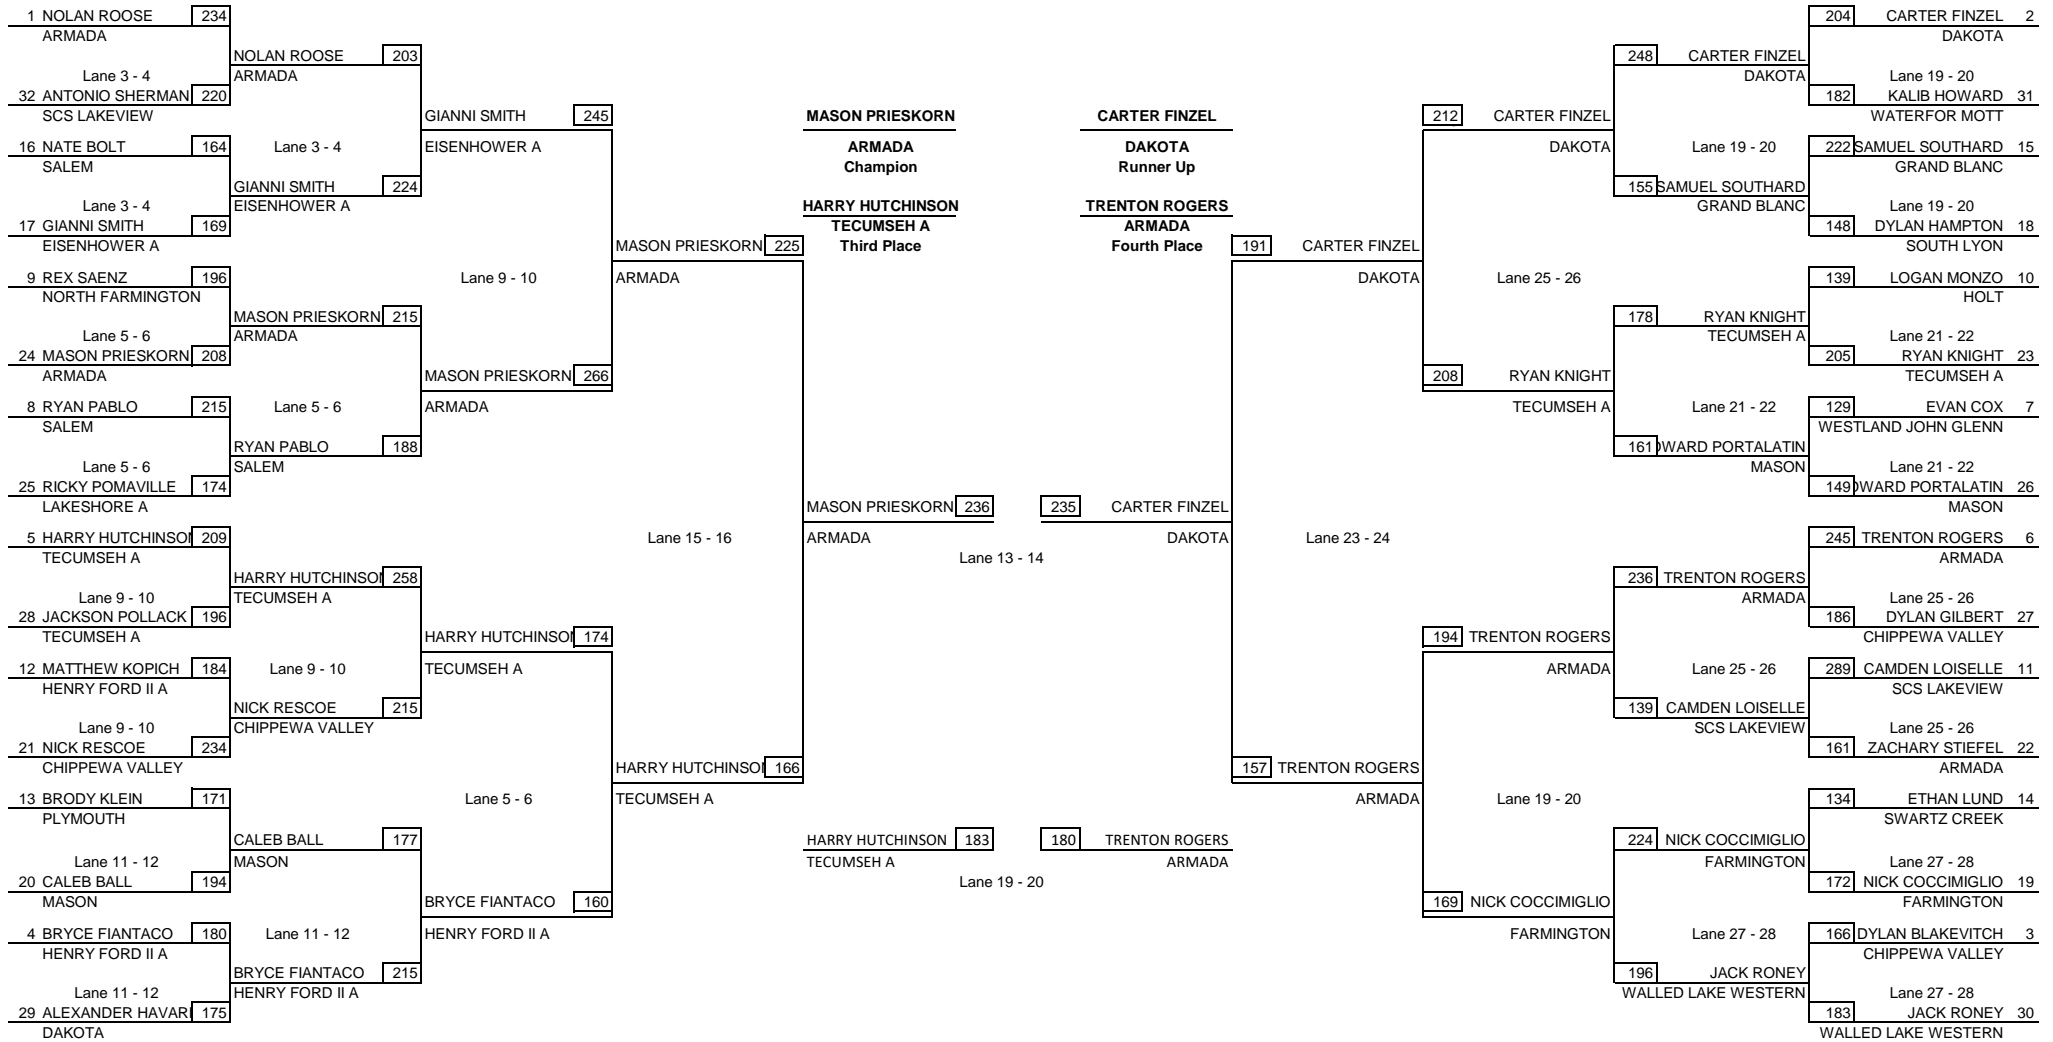 1 NOLAN ROOSE 234
ARMADA
Lane 3 - 4
32 ANTONIO SHERMAN 220
SCS LAKEVIEW
16 NATE BOLT 164
SALEM
Lane 3 - 4
17 GIANNI SMITH 169
EISENHOWER A
9 REX SAENZ 196
NORTH FARMINGTON
Lane 5 - 6
24 MASON PRIESKORN 208
ARMADA
8 RYAN PABLO 215
SALEM
Lane 5 - 6
25 RICKY POMAVILLE 174
LAKESHORE A
5 HARRY HUTCHINSON 209
TECUMSEH A
Lane 9 - 10
28 JACKSON POLLACK 196
TECUMSEH A
12 MATTHEW KOPICH 184
HENRY FORD II A
Lane 9 - 10
21 NICK RESCOE 234
CHIPPEWA VALLEY
13 BRODY KLEIN 171
PLYMOUTH
Lane 11 - 12
20 CALEB BALL 194
MASON
4 BRYCE FIANTACO 180
HENRY FORD II A
Lane 11 - 12
29 ALEXANDER HAVARI 175
DAKOTA
NOLAN ROOSE 203
ARMADA
Lane 3 - 4
GIANNI SMITH 224
EISENHOWER A
MASON PRIESKORN 215
ARMADA
Lane 5 - 6
RYAN PABLO 188
SALEM
HARRY HUTCHINSON 258
TECUMSEH A
Lane 9 - 10
NICK RESCOE 215
CHIPPEWA VALLEY
CALEB BALL 177
MASON
Lane 11 - 12
BRYCE FIANTACO 215
HENRY FORD II A
GIANNI SMITH 245
EISENHOWER A
Lane 9 - 10
MASON PRIESKORN 266
ARMADA
HARRY HUTCHINSON 174
TECUMSEH A
Lane 5 - 6
BRYCE FIANTACO 160
HENRY FORD II A
MASON PRIESKORN 225
ARMADA
Lane 15 - 16
HARRY HUTCHINSON 166
TECUMSEH A
MASON PRIESKORN
ARMADA
Champion
CARTER FINZEL
DAKOTA
Runner Up
HARRY HUTCHINSON
TECUMSEH A
Third Place
TRENTON ROGERS
ARMADA
Fourth Place
MASON PRIESKORN 236
ARMADA
235 CARTER FINZEL
DAKOTA
Lane 13 - 14
HARRY HUTCHINSON 183
TECUMSEH A
180 TRENTON ROGERS
ARMADA
Lane 19 - 20
191 CARTER FINZEL
DAKOTA
Lane 23 - 24
157 TRENTON ROGERS
ARMADA
212 CARTER FINZEL
DAKOTA
Lane 25 - 26
208 RYAN KNIGHT
TECUMSEH A
194 TRENTON ROGERS
ARMADA
Lane 19 - 20
169 NICK COCCIMIGLIO
FARMINGTON
248 CARTER FINZEL
DAKOTA
Lane 19 - 20
155 SAMUEL SOUTHARD
GRAND BLANC
178 RYAN KNIGHT
TECUMSEH A
Lane 21 - 22
161 WARD PORTALATIN
MASON
236 TRENTON ROGERS
ARMADA
Lane 25 - 26
139 CAMDEN LOISELLE
SCS LAKEVIEW
224 NICK COCCIMIGLIO
FARMINGTON
Lane 27 - 28
196 JACK RONEY
WALLED LAKE WESTERN
204 CARTER FINZEL 2
DAKOTA
Lane 19 - 20
182 KALIB HOWARD 31
WATERFOR MOTT
222 SAMUEL SOUTHARD 15
GRAND BLANC
Lane 19 - 20
148 DYLAN HAMPTON 18
SOUTH LYON
139 LOGAN MONZO 10
HOLT
Lane 21 - 22
205 RYAN KNIGHT 23
TECUMSEH A
129 EVAN COX 7
WESTLAND JOHN GLENN
Lane 21 - 22
149 WARD PORTALATIN 26
MASON
245 TRENTON ROGERS 6
ARMADA
Lane 25 - 26
186 DYLAN GILBERT 27
CHIPPEWA VALLEY
289 CAMDEN LOISELLE 11
SCS LAKEVIEW
Lane 25 - 26
161 ZACHARY STIEFEL 22
ARMADA
134 ETHAN LUND 14
SWARTZ CREEK
Lane 27 - 28
172 NICK COCCIMIGLIO 19
FARMINGTON
166 DYLAN BLAKEVITCH 3
CHIPPEWA VALLEY
Lane 27 - 28
183 JACK RONEY 30
WALLED LAKE WESTERN